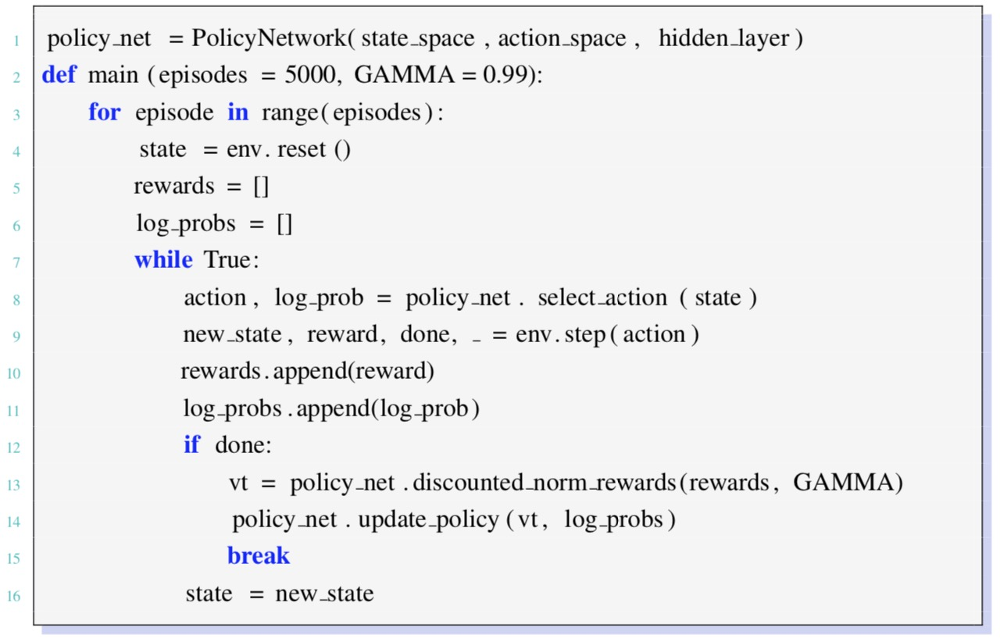 1 policy_net = PolicyNetwork( state_space , action_space , hidden_layer )
2 def main (episodes = 5000, GAMMA = 0.99):
3 for episode in range( episodes ):
4 state = env. reset ()
5 rewards = []
6 log_probs = []
7 while True:
8 action , log_prob = policy_net . select_action ( state )
9 new_state , reward, done, _ = env. step( action )
10 rewards.append(reward)
11 log_probs .append(log_prob)
12 if done:
13 vt = policy_net .discounted_norm_rewards(rewards, GAMMA)
14 policy_net . update_policy (vt, log_probs )
15 break
16 state = new_state